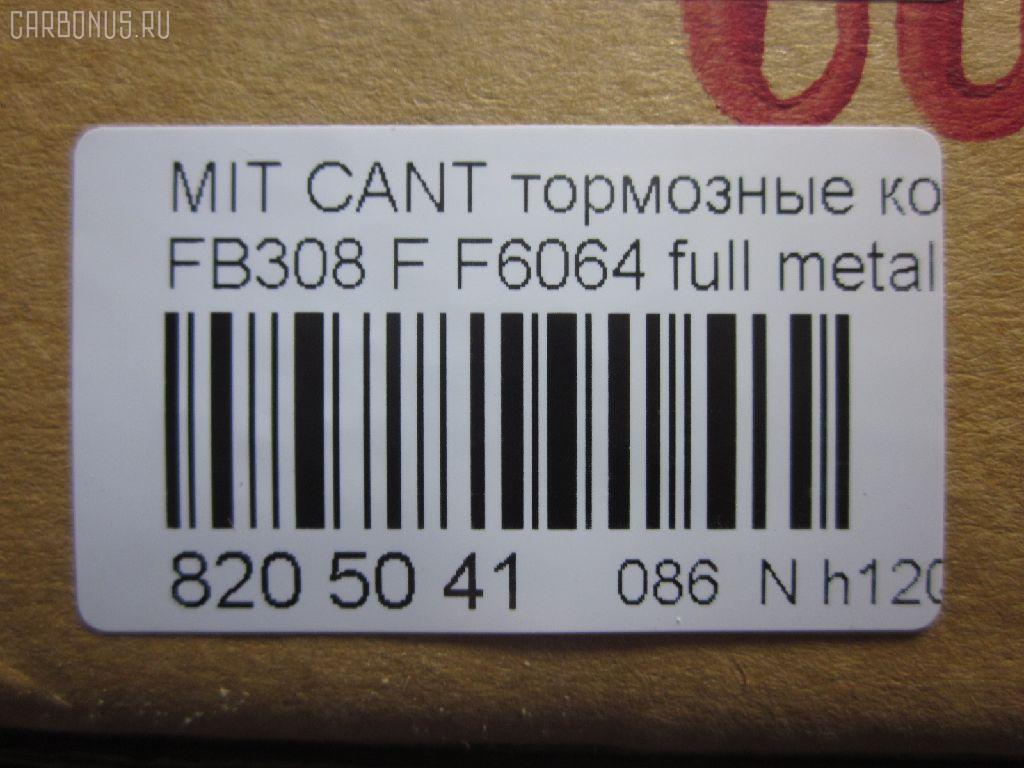 CARBONUS.RU
MIT CANT тормозные ко
FB308 F F6064 full metal
820 50 41 086 N h120